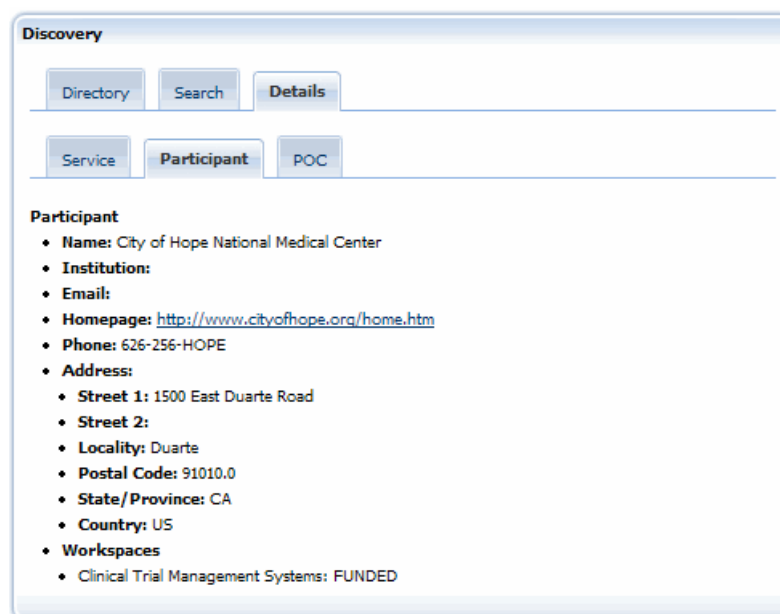 Discovery
Directory Search Details
Service Participant POC
Participant
• Name: City of Hope National Medical Center
• Institution:
• Email:
• Homepage: http://www.cityofhope.org/home.htm
• Phone: 626-256-HOPE
• Address:
• Street 1: 1500 East Duarte Road
• Street 2:
• Locality: Duarte
• Postal Code: 91010.0
• State/Province: CA
• Country: US
• Workspaces
• Clinical Trial Management Systems: FUNDED